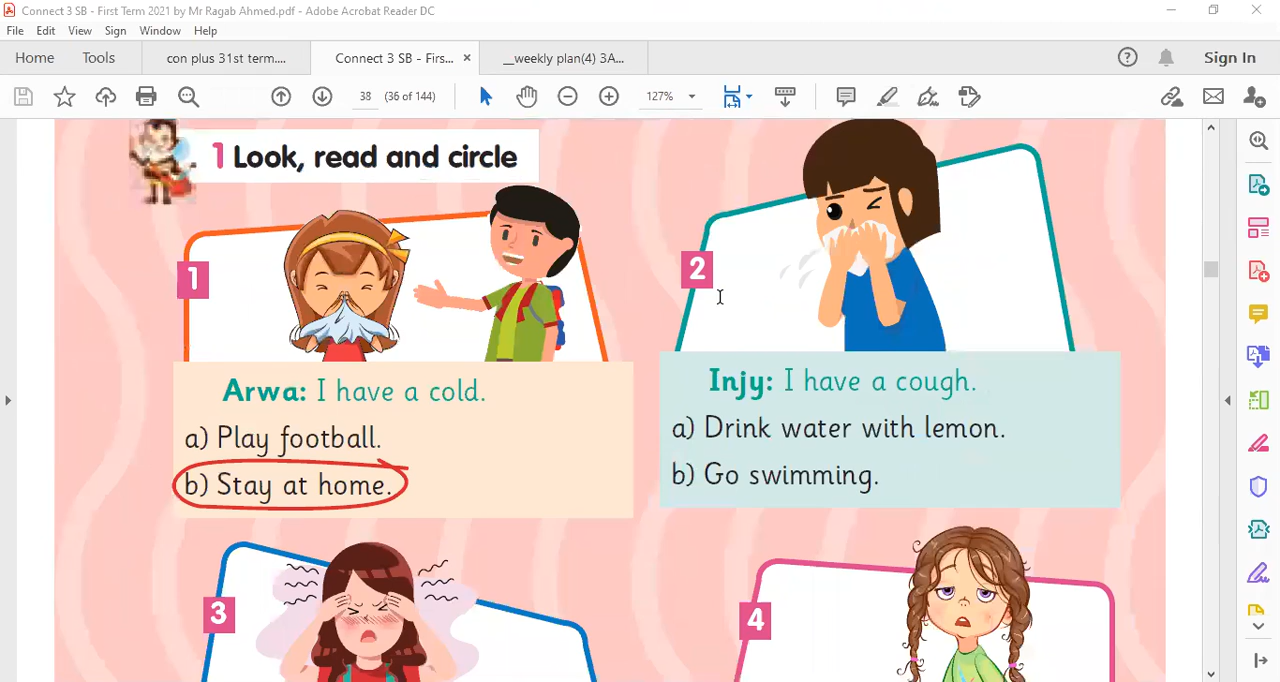 Connect 3 SB - First Term 2021 by Mr Ragab Ahmed.pdf - Adobe Acrobat Reader DC
File Edit View Sign Window Help
Home Tools con plus 31st term.... Connect 3 SB - Firs... × __weekly plan(4) 3A... Sign In
38 (36 of 144) 127%
1 Look, read and circle
1
Arwa: I have a cold.
a) Play football.
b) Stay at home.
2
Injy: I have a cough.
a) Drink water with lemon.
b) Go swimming.
3
4